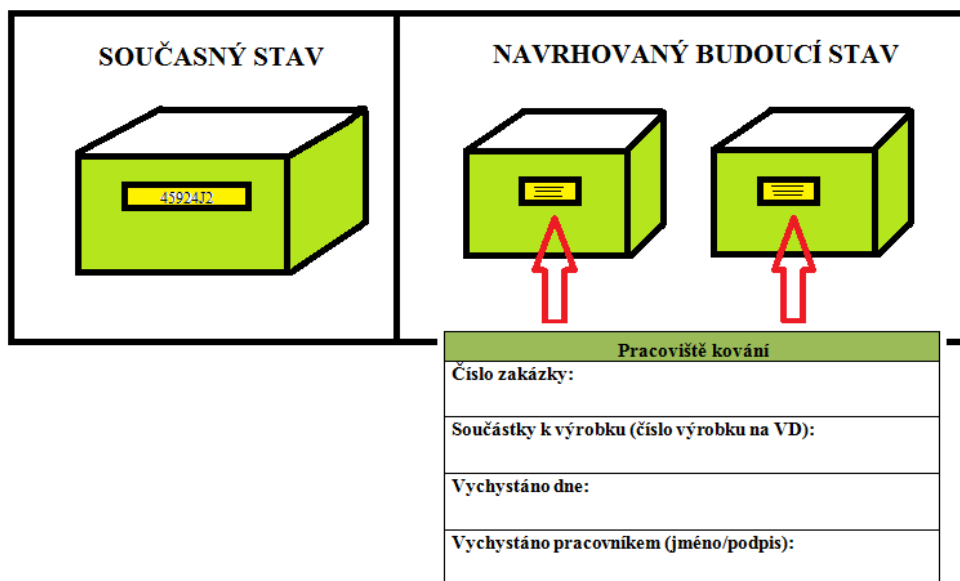 SOUČASNÝ STAV
NAVRHOVANÝ BUDOUCÍ STAV
45924J2
Pracoviště kování
Číslo zakázky:
Součástky k výrobku (číslo výrobku na VD):
Vychystáno dne:
Vychystáno pracovníkem (jméno/podpis):